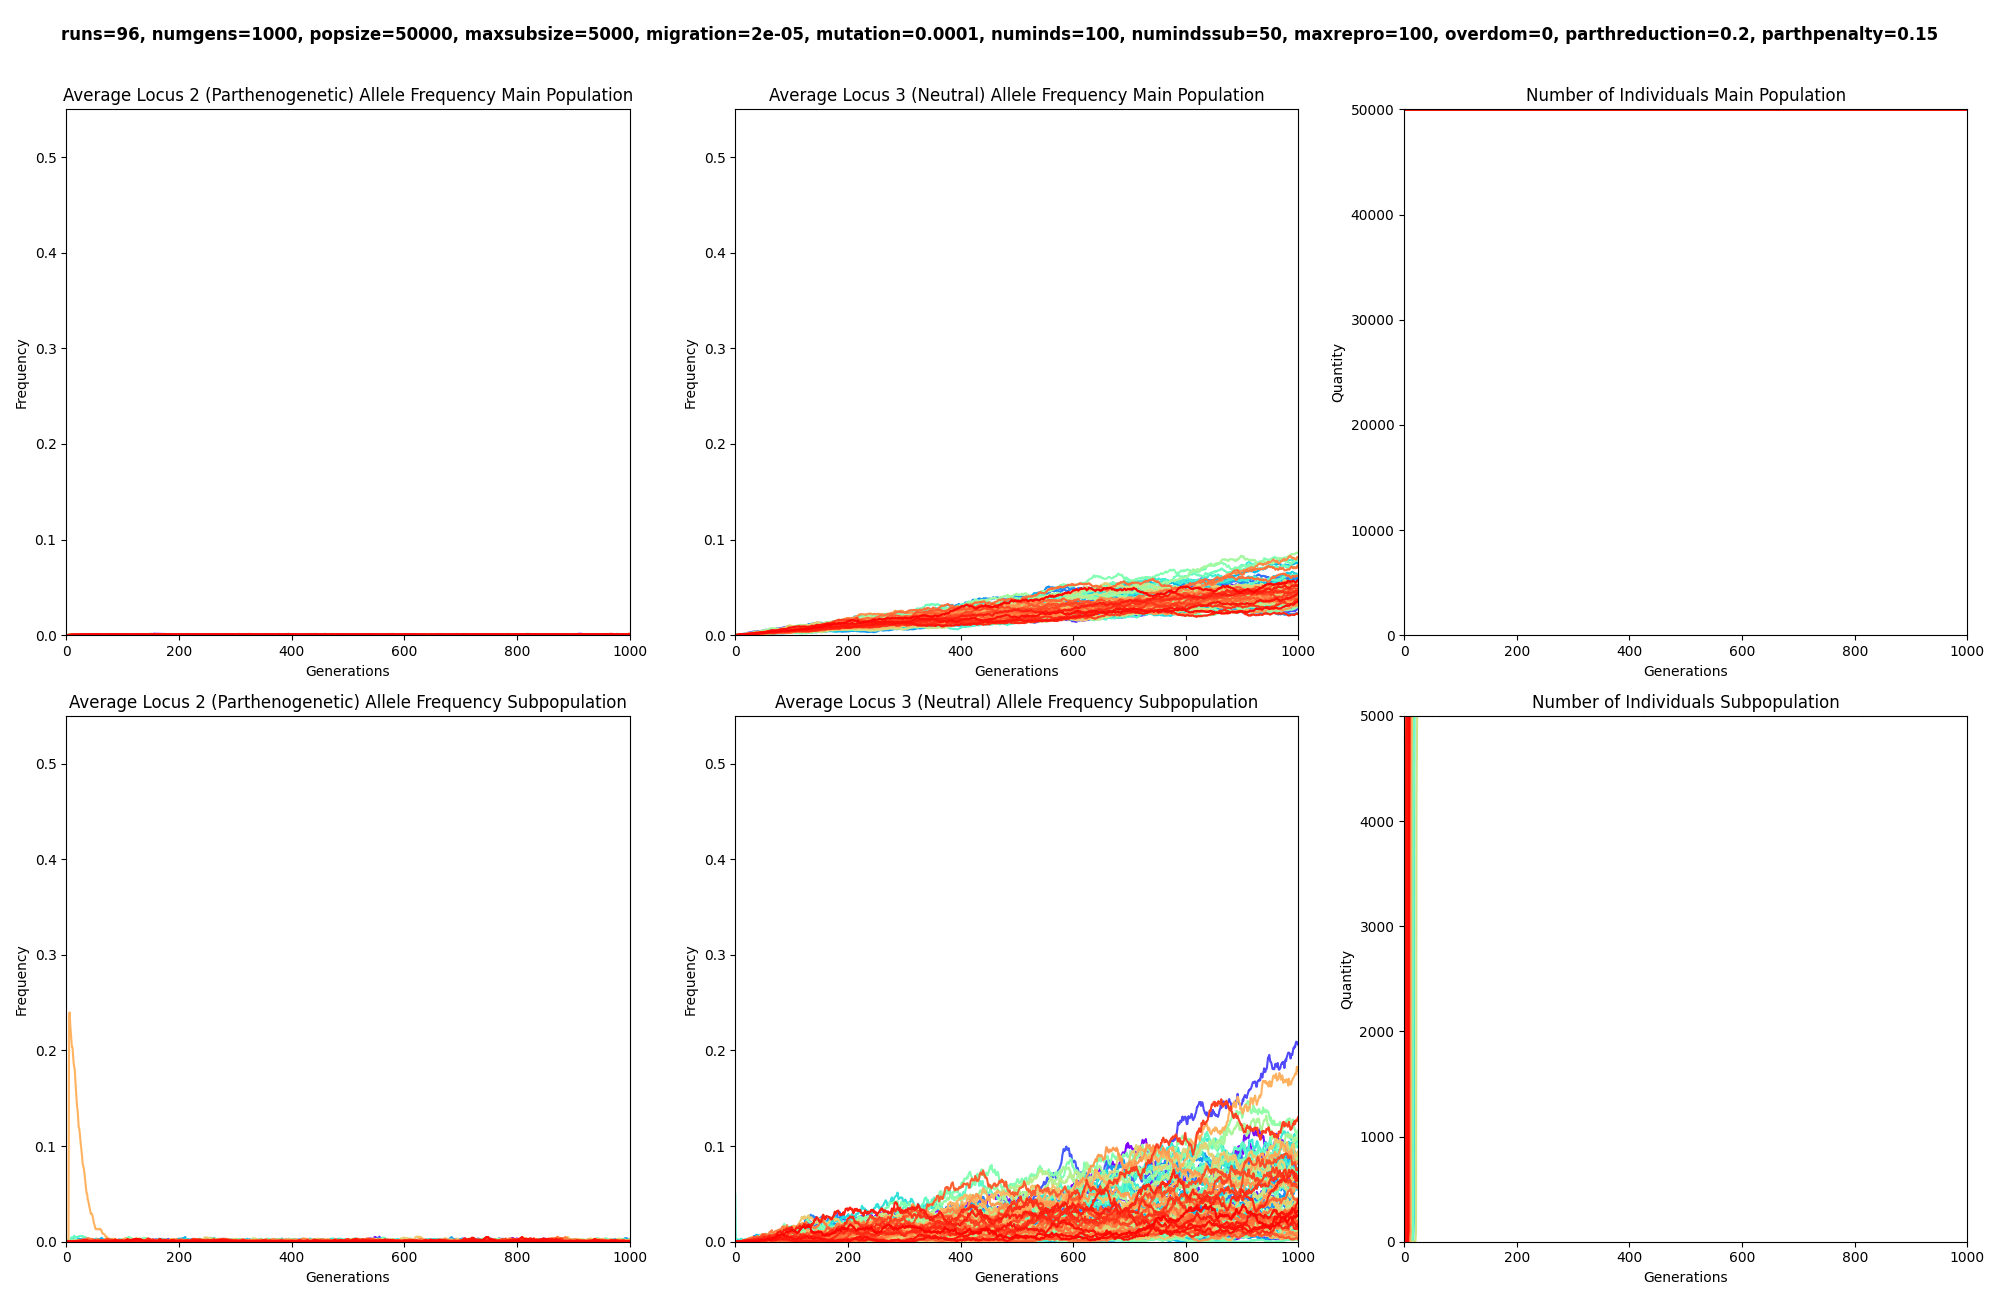 runs=96, numgens=1000, popsize=50000, maxsubsize=5000, migration=2e-05, mutation=0.0001, numinds=100, numindssub=50, maxrepro=100, overdom=0, parthreduction=0.2, parthpenalty=0.15
Average Locus 2 (Parthenogenetic) Allele Frequency Main Population
0.5
0.4
0.3
0.2
0.1
0.0
Frequency
0 200 400 600 800 1000
Generations
Average Locus 3 (Neutral) Allele Frequency Main Population
0.5
0.4
0.3
0.2
0.1
0.0
Frequency
0 200 400 600 800 1000
Generations
Number of Individuals Main Population
50000
40000
30000
20000
10000
0
Quantity
0 200 400 600 800 1000
Generations
Average Locus 2 (Parthenogenetic) Allele Frequency Subpopulation
0.5
0.4
0.3
0.2
0.1
0.0
Frequency
0 200 400 600 800 1000
Generations
Average Locus 3 (Neutral) Allele Frequency Subpopulation
0.5
0.4
0.3
0.2
0.1
0.0
Frequency
0 200 400 600 800 1000
Generations
Number of Individuals Subpopulation
5000
4000
3000
2000
1000
0
Quantity
0 200 400 600 800 1000
Generations